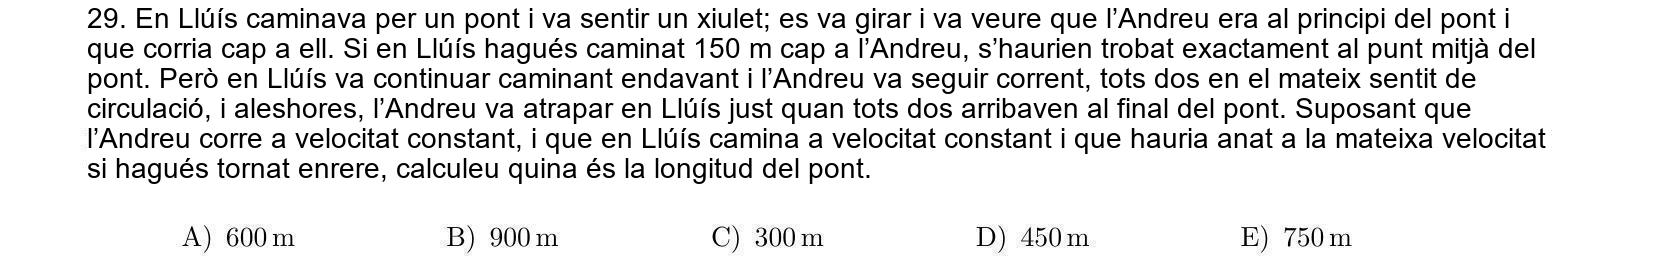 29. En Llúís caminava per un pont i va sentir un xiulet; es va girar i va veure que l’Andreu era al principi del pont i
que corria cap a ell. Si en Llúís hagués caminat 150 m cap a l’Andreu, s’haurien trobat exactament al punt mitjà del
pont. Però en Llúís va continuar caminant endavant i l’Andreu va seguir corrent, tots dos en el mateix sentit de
circulació, i aleshores, l’Andreu va atrapar en Llúís just quan tots dos arribaven al final del pont. Suposant que
l’Andreu corre a velocitat constant, i que en Llúís camina a velocitat constant i que hauria anat a la mateixa velocitat
si hagués tornat enrere, calculeu quina és la longitud del pont.
A) 600 m B) 900 m C) 300 m D) 450 m E) 750 m